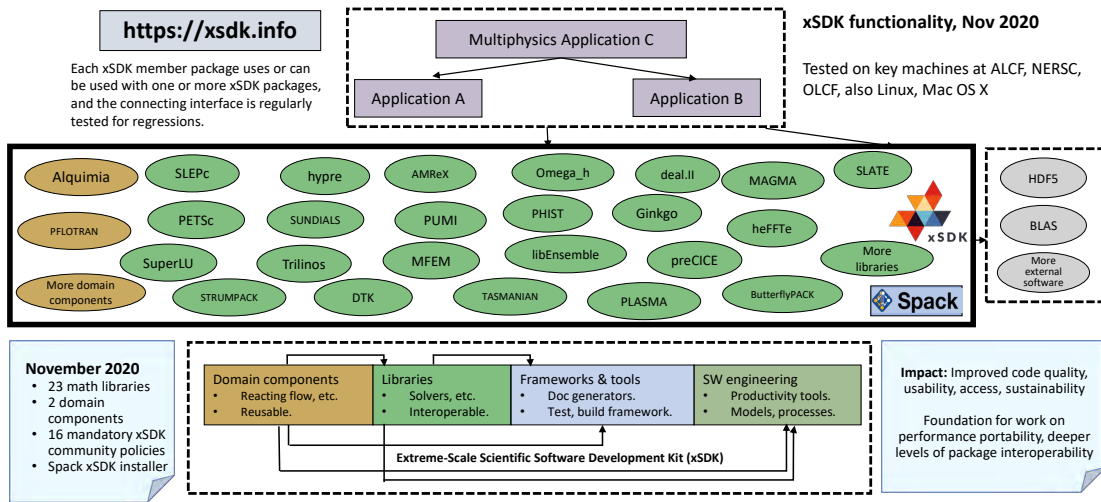 https://xsdk.info
Each xSDK member package uses or can
be used with one or more xSDK packages,
and the connecting interface is regularly
tested for regressions.
Multiphysics Application C
Application A
Application B
xSDK functionality, Nov 2020
Tested on key machines at ALCF, NERSC,
OLCF, also Linux, Mac OS X
Alquimia
SLEPc
hypre
AMReX
Omega_h
deal.II
MAGMA
SLATE
PFLOTRAN
PETSc
SUNDIALS
PUMI
PHIST
Ginkgo
heFFTe
xSDK
More domain
components
SuperLU
Trilinos
MFEM
libEnsemble
preCICE
More
libraries
STRUMPACK
DTK
TASMANIAN
PLASMA
ButterflyPACK
Spack
HDF5
BLAS
More
external
software
November 2020
• 23 math libraries
• 2 domain
components
• 16 mandatory xSDK
community policies
• Spack xSDK installer
Domain components
• Reacting flow, etc.
• Reusable.
Libraries
• Solvers, etc.
• Interoperable.
Frameworks & tools
• Doc generators.
• Test, build framework.
SW engineering
• Productivity tools.
• Models, processes.
Extreme-Scale Scientific Software Development Kit (xSDK)
Impact: Improved code quality,
usability, access, sustainability
Foundation for work on
performance portability, deeper
levels of package interoperability